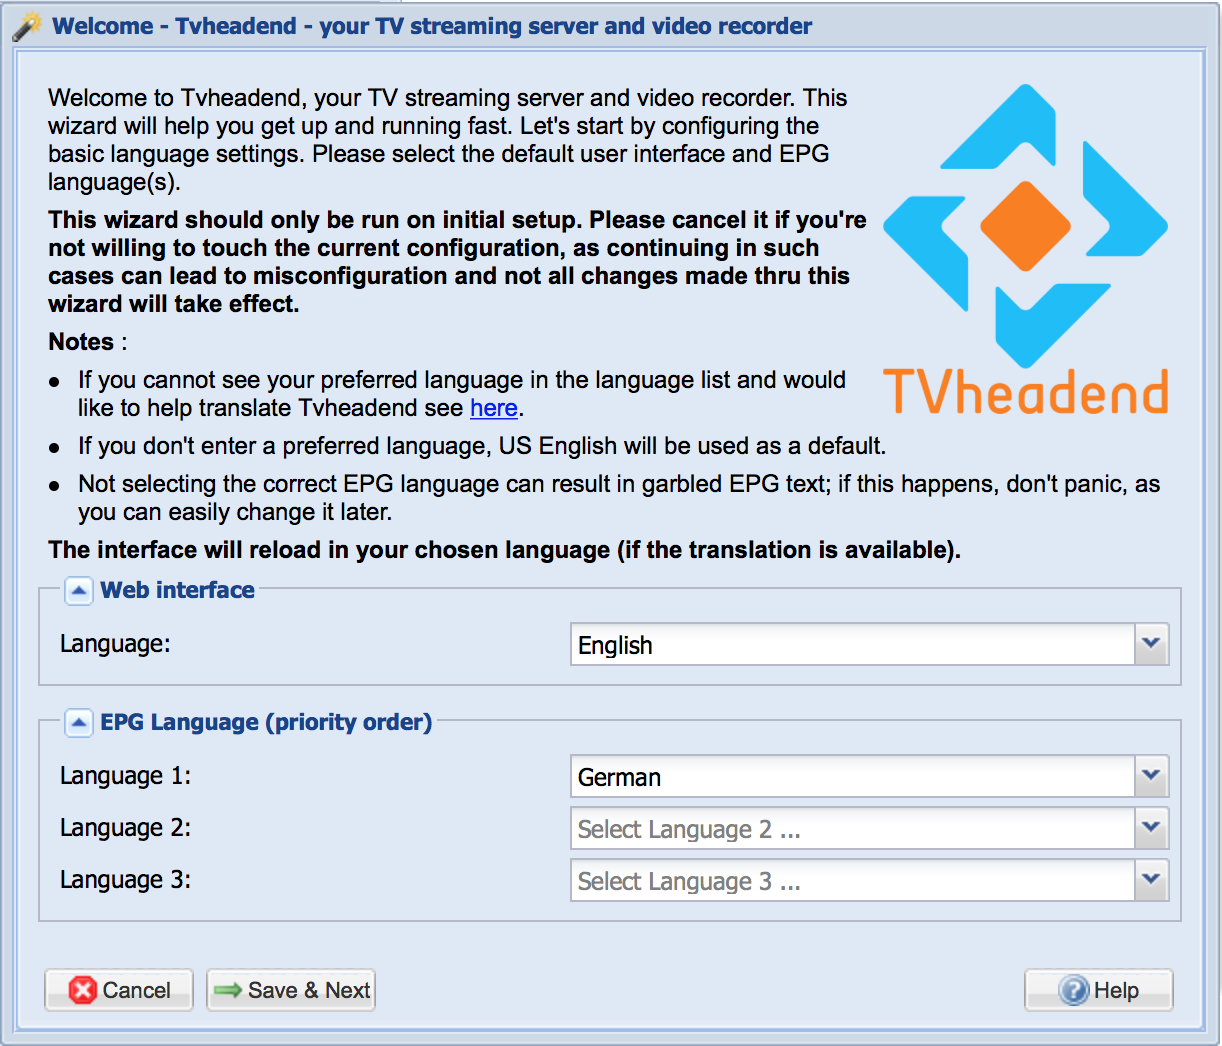 Welcome - Tvheadend - your TV streaming server and video recorder
Welcome to Tvheadend, your TV streaming server and video recorder. This
wizard will help you get up and running fast. Let's start by configuring the
basic language settings. Please select the default user interface and EPG
language(s).
This wizard should only be run on initial setup. Please cancel it if you're
not willing to touch the current configuration, as continuing in such
cases can lead to misconfiguration and not all changes made thru this
wizard will take effect.
Notes :
● If you cannot see your preferred language in the language list and would
like to help translate Tvheadend see here.
TVheadend
● If you don't enter a preferred language, US English will be used as a default.
● Not selecting the correct EPG language can result in garbled EPG text; if this happens, don't panic, as
you can easily change it later.
The interface will reload in your chosen language (if the translation is available).
Web interface
Language: English
EPG Language (priority order)
Language 1: German
Language 2: Select Language 2 ...
Language 3: Select Language 3 ...
Cancel Save & Next Help